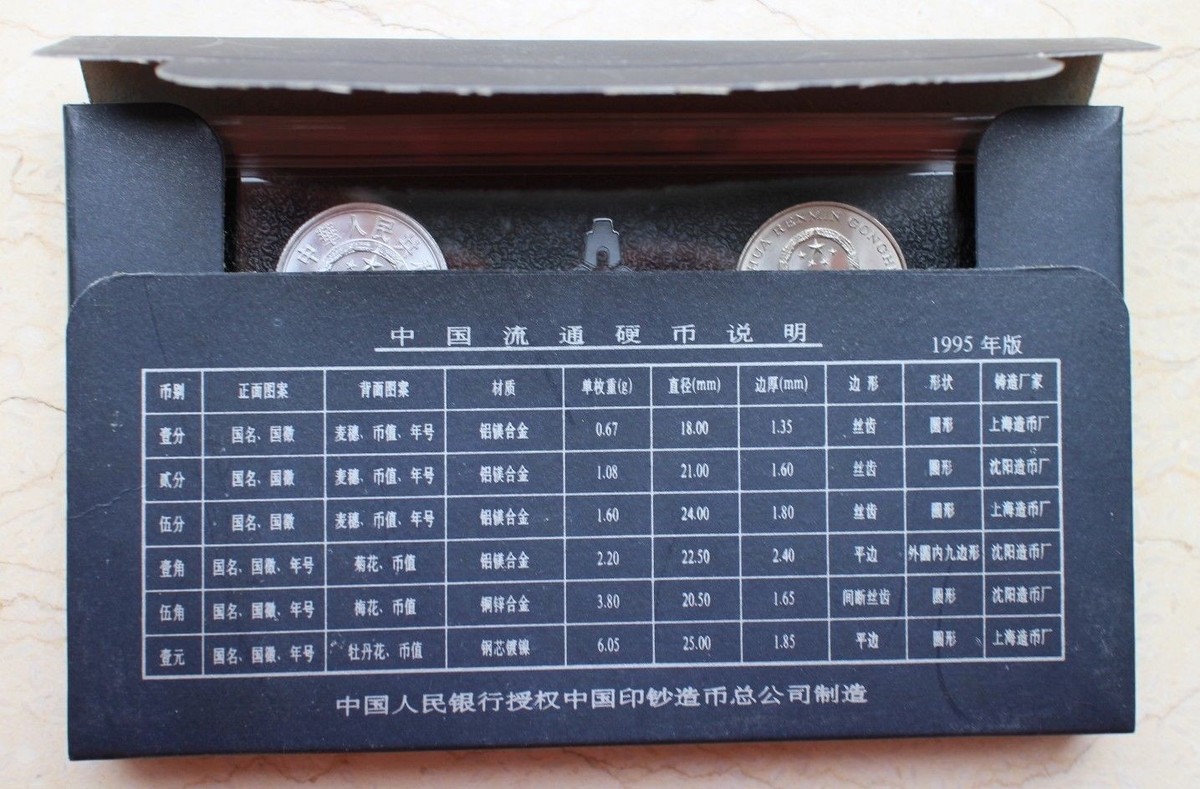 中華人民共
HUA RENMIN GONGH
中国流通硬币说明
1995 年版
币别 正面图案 背面图案 材质 单枚重(g) 直径(mm) 边厚(mm) 边形 形状 铸造厂家
壹分 国名、国徽 麦穗、币值、年号 铝镁合金 0.67 18.00 1.35 丝齿 圆形 上海造币厂
贰分 国名、国徽 麦穗、币值、年号 铝镁合金 1.08 21.00 1.60 丝齿 圆形 沈阳造币厂
伍分 国名、国徽 麦穗、币值、年号 铝镁合金 1.60 24.00 1.80 丝齿 圆形 上海造币厂
壹角 国名、国徽、年号 菊花、币值 铝镁合金 2.20 22.50 2.40 平边 外圆内九边形 沈阳造币厂
伍角 国名、国徽、年号 梅花、币值 铜锌合金 3.80 20.50 1.65 间断丝齿 圆形 沈阳造币厂
壹元 国名、国徽、年号 牡丹花、币值 钢芯镀镍 6.05 25.00 1.85 平边 圆形 上海造币厂
中国人民银行授权中国印钞造币总公司制造